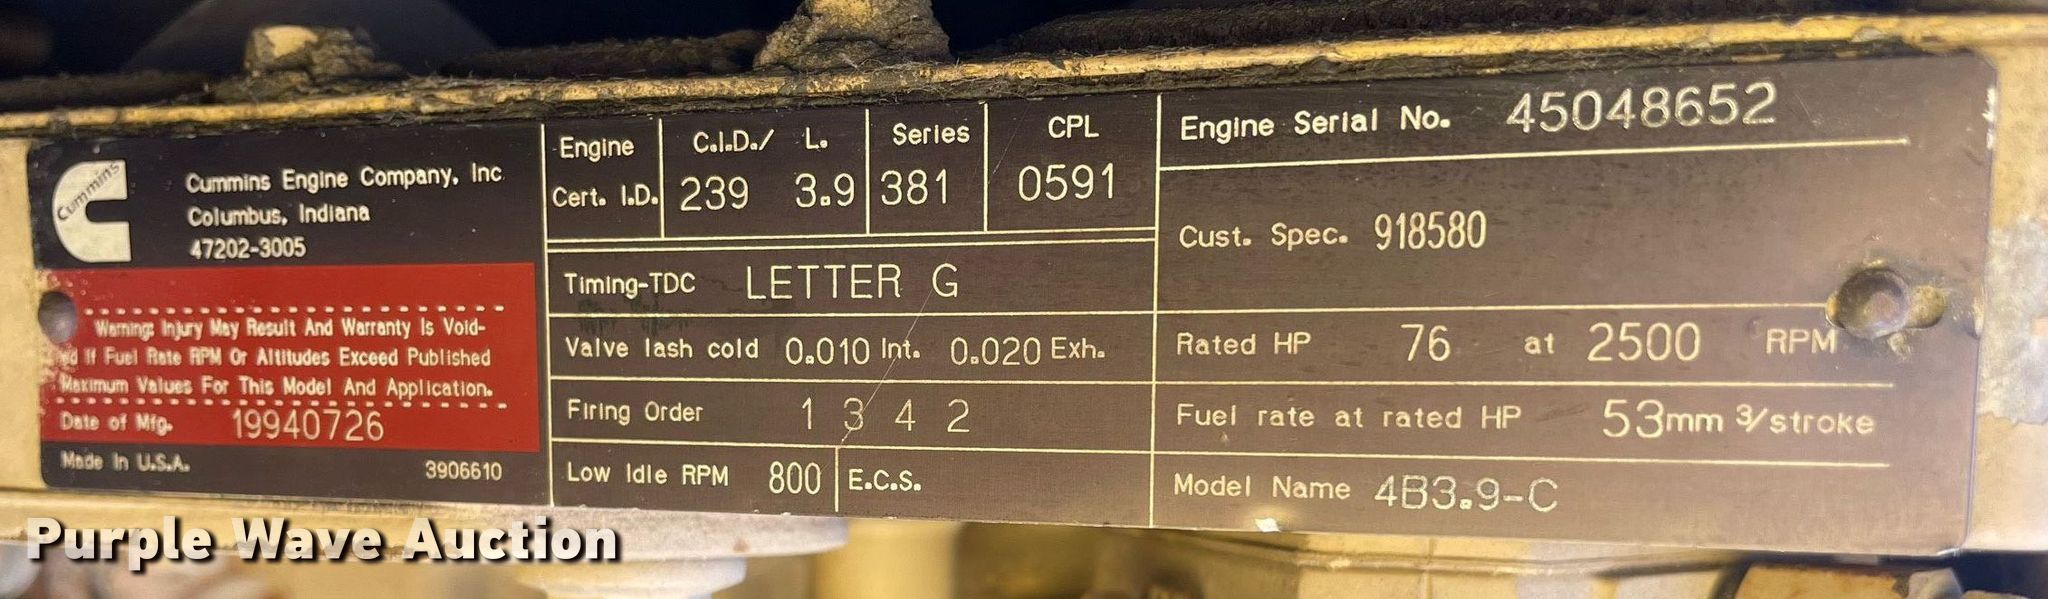 Cummins
Cummins Engine Company, Inc
Columbus, Indiana
47202-3005
Warning: Injury May Result And Warranty Is Void-
ed If Fuel Rate RPM Or Altitudes Exceed Published
Maximum Values For This Model And Application.
Date of Mfg. 19940726
Made In U.S.A. 3906610
Engine Cert. I.D.
C.I.D./ L.
239 3.9
Series
381
CPL
0591
Timing-TDC LETTER G
Valve lash cold 0.010 Int. 0.020 Exh.
Firing Order 1 3 4 2
Low Idle RPM 800 E.C.S.
Engine Serial No. 45048652
Cust. Spec. 918580
Rated HP 76 at 2500 RPM
Fuel rate at rated HP 53mm 3/stroke
Model Name 4B3.9-C
Purple Wave Auction